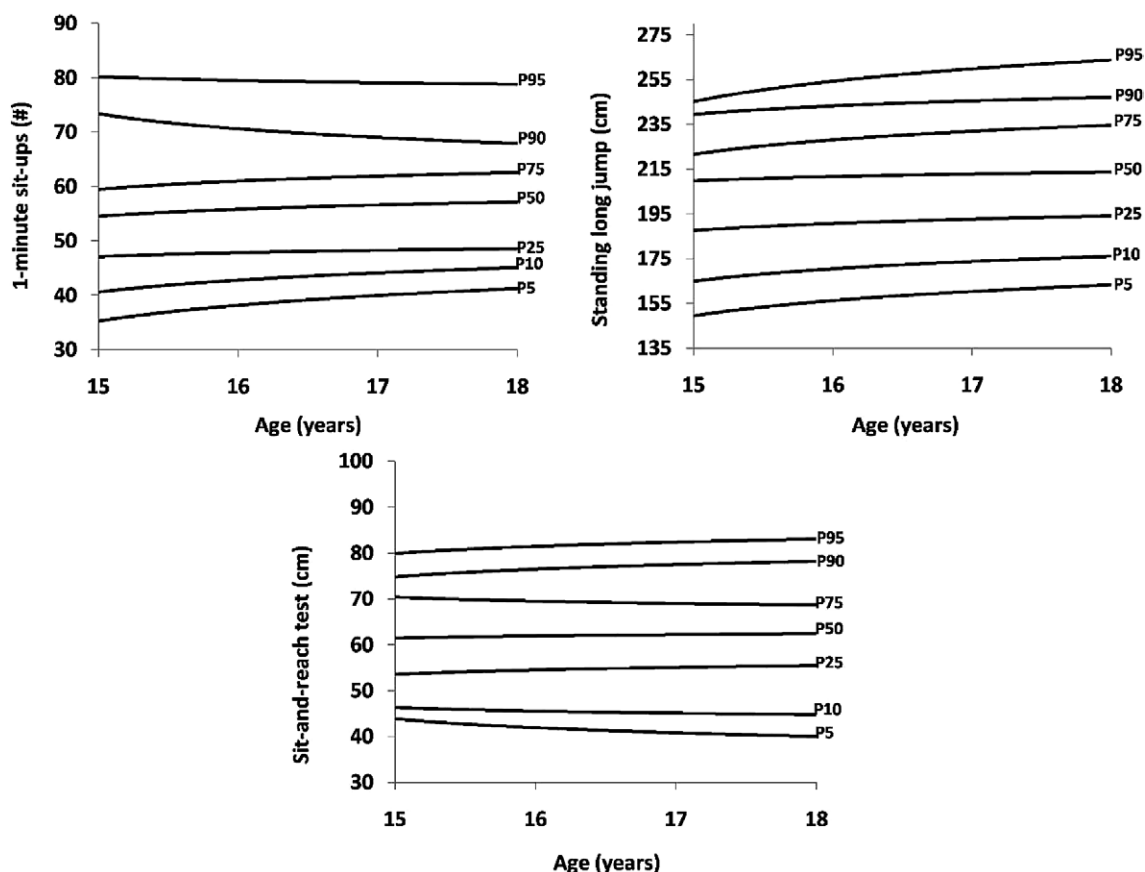 1-minute sit-ups (#)
90
80
70
60
50
40
30
P95
P90
P75
P50
P25
P10
P5
15 16 17 18
Age (years)
Standing long jump (cm)
275
255
235
215
195
175
155
135
P95
P90
P75
P50
P25
P10
P5
15 16 17 18
Age (years)
Sit-and-reach test (cm)
100
90
80
70
60
50
40
30
P95
P90
P75
P50
P25
P10
P5
15 16 17 18
Age (years)